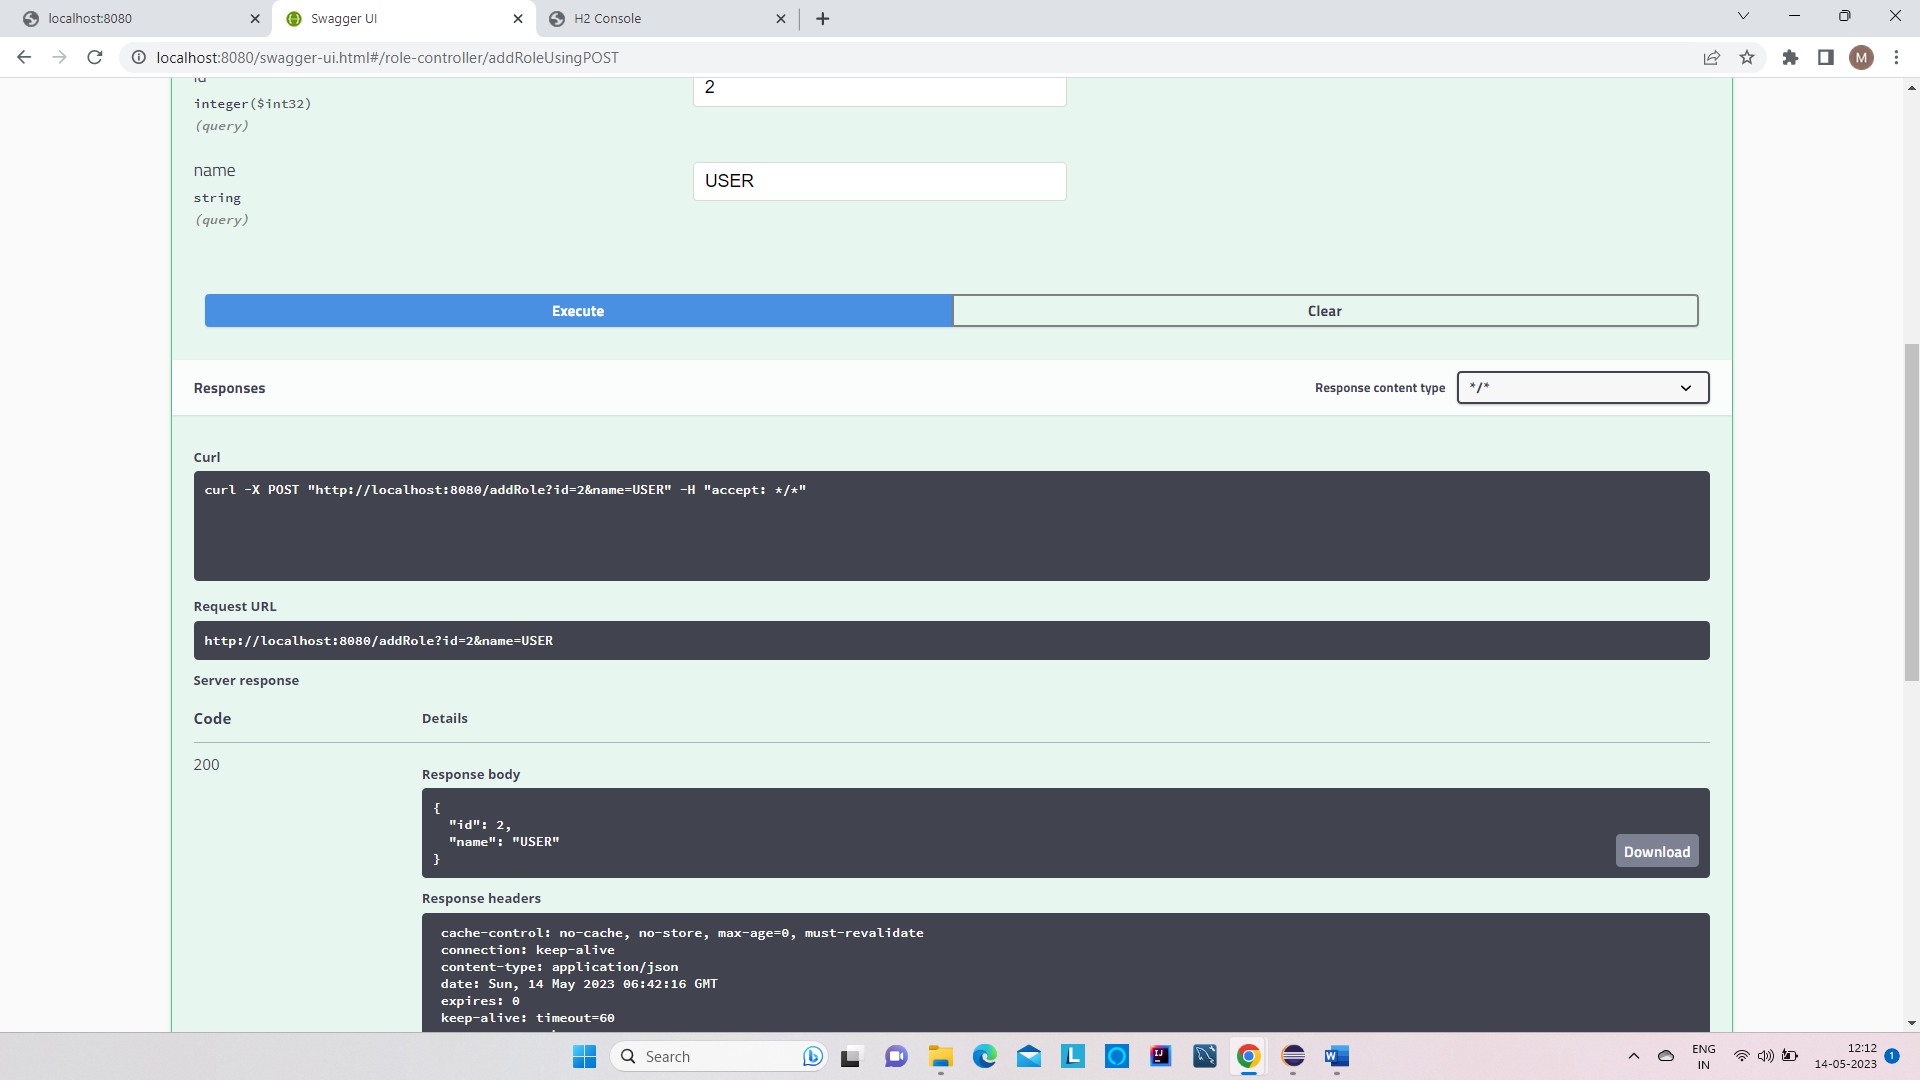 localhost:8080
Swagger UI
H2 Console
localhost:8080/swagger-ui.html#/role-controller/addRoleUsingPOST
M
id
2
integer($int32)
(query)
name
USER
string
(query)
Execute
Clear
Responses
Response content type
*/*
Curl
curl -X POST "http://localhost:8080/addRole?id=2&name=USER" -H "accept: */*"
Request URL
http://localhost:8080/addRole?id=2&name=USER
Server response
Code
Details
200
Response body
{
"id": 2,
"name": "USER"
}
Download
Response headers
cache-control: no-cache, no-store, max-age=0, must-revalidate
connection: keep-alive
content-type: application/json
date: Sun, 14 May 2023 06:42:16 GMT
expires: 0
keep-alive: timeout=60
Search
L
IJ
W
ENG
IN
12:12
14-05-2023
1